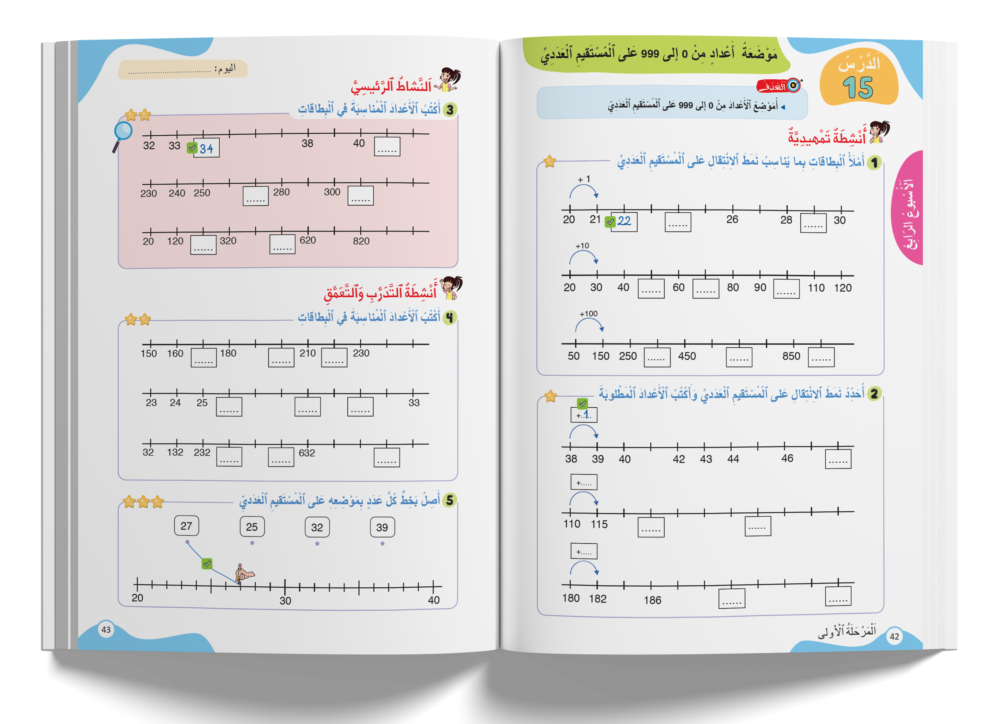 اَلدَّرْسُ
15
مَوْضَعَةُ أَعْدادٍ مِنْ 0 إلى 999 عَلى ٱلْمُسْتَقيمِ ٱلْعَدَدِيِّ
اَلْهَدَفُ
أُمَوْضِعُ ٱلْأَعْدادَ مِنْ 0 إلى 999 عَلى ٱلْمُسْتَقيمِ ٱلْعَدَدِيِّ
أَنْشِطَةٌ تَمْهيدِيَّةٌ
اَلْأُسْبوعُ الرّابِعُ
1 أَمْلَأُ ٱلْبِطاقاتِ بِما يُناسِبُ نَمَطَ ٱلِانْتِقالِ عَلى ٱلْمُسْتَقيمِ ٱلْعَدَدِيِّ
+ 1
20 21 22 ...... 26 28 ...... 30
+10
20 30 40 ...... 60 ...... 80 90 ...... 110 120
+100
50 150 250 ...... 450 ...... 850 ......
2 أُحَدِّدُ نَمَطَ ٱلِانْتِقالِ عَلى ٱلْمُسْتَقيمِ ٱلْعَدَدِيِّ وَأَكْتُبُ ٱلْأَعْدادَ ٱلْمَطْلوبَةَ
+..1..
38 39 40 42 43 44 46 ......
+.....
110 115 ...... ......
+.....
180 182 186 ...... ......
اَلْمَرْحَلَةُ ٱلْأولى
42
اليوم: ......................................
اَلنَّشاطُ ٱلرَّئيسِيُّ
3 أَكْتُبُ ٱلْأَعْدادَ ٱلْمُناسِبَةَ في ٱلْبِطاقاتِ
32 33 34 38 40 ......
230 240 250 ...... 280 300 ......
20 120 ...... 320 ...... 620 820
أَنْشِطَةُ ٱلتَّدَرُّبِ وَٱلتَّعَمُّقِ
4 أَكْتُبُ ٱلْأَعْدادَ ٱلْمُناسِبَةَ في ٱلْبِطاقاتِ
150 160 ...... 180 ...... 210 ...... 230
23 24 25 ...... ...... ...... 33
32 132 232 ...... ...... 632 ......
5 أَصِلُ بَخِطٍّ كُلَّ عَدَدٍ بِمَوْضِعِهِ عَلى ٱلْمُسْتَقيمِ ٱلْعَدَدِيِّ
27 25 32 39
20 30 40
43